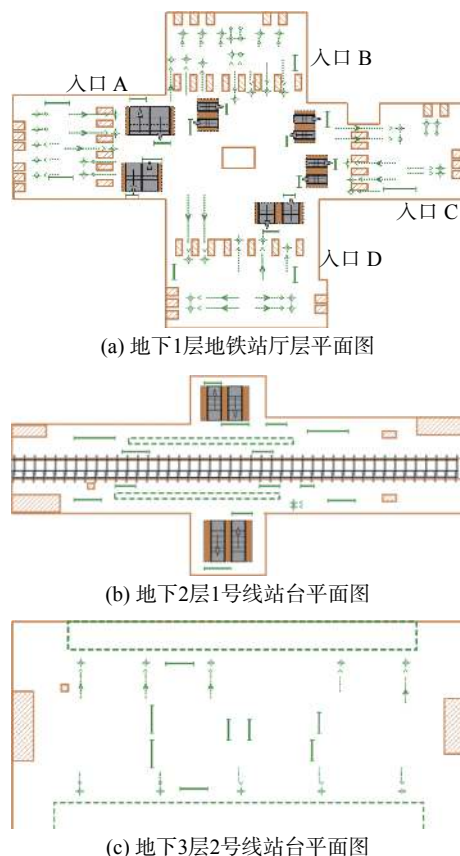 入口 A
入口 B
入口 C
入口 D
(a) 地下1层地铁站厅层平面图
(b) 地下2层1号线站台平面图
(c) 地下3层2号线站台平面图